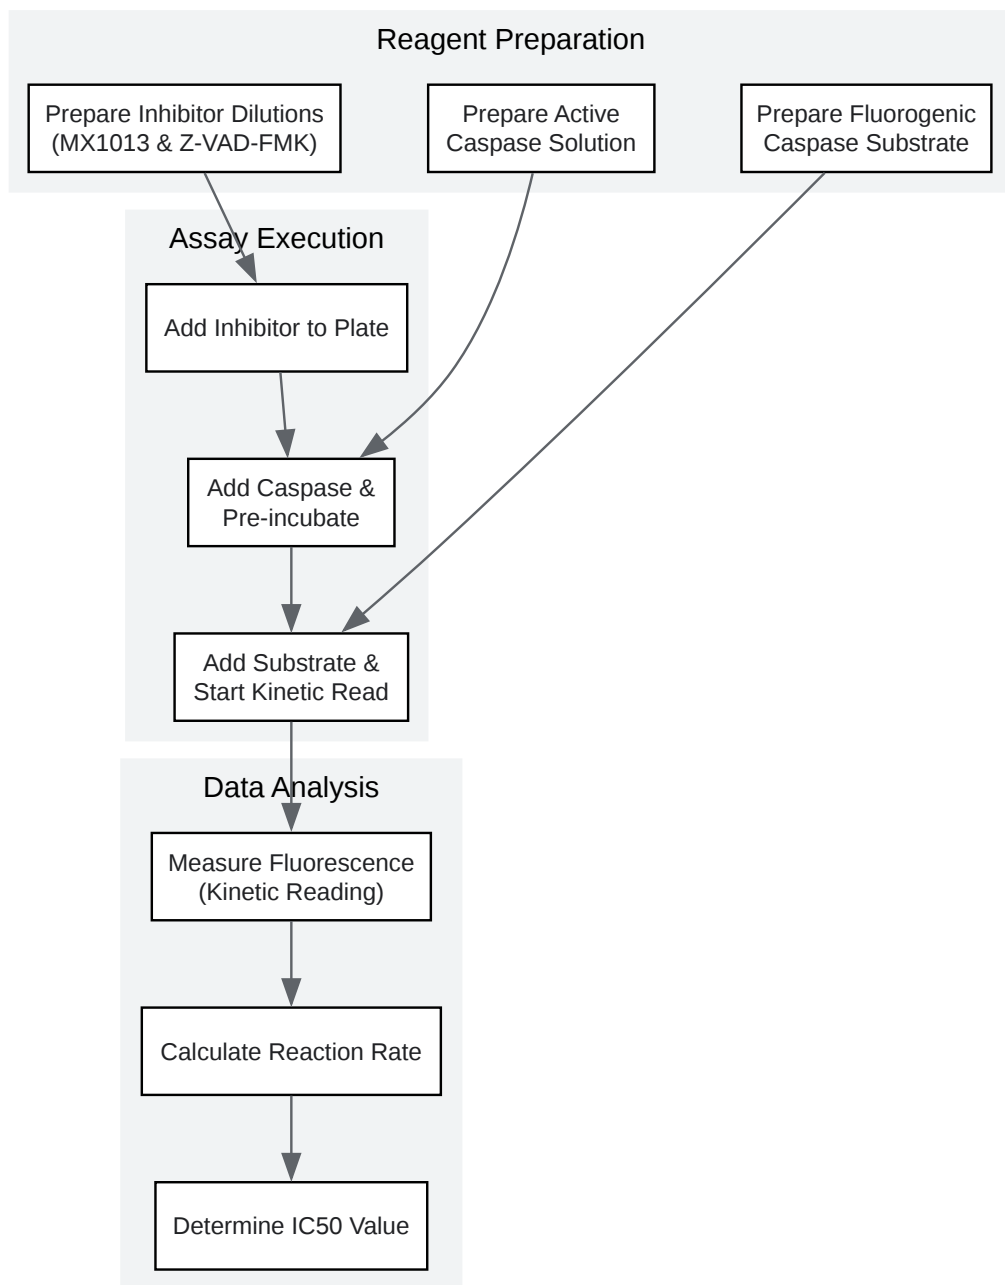 Reagent Preparation
Prepare Inhibitor Dilutions
(MX1013 & Z-VAD-FMK)
Prepare Active
Caspase Solution
Prepare Fluorogenic
Caspase Substrate
Assay Execution
Add Inhibitor to Plate
Add Caspase &
Pre-incubate
Add Substrate &
Start Kinetic Read
Data Analysis
Measure Fluorescence
(Kinetic Reading)
Calculate Reaction Rate
Determine IC50 Value